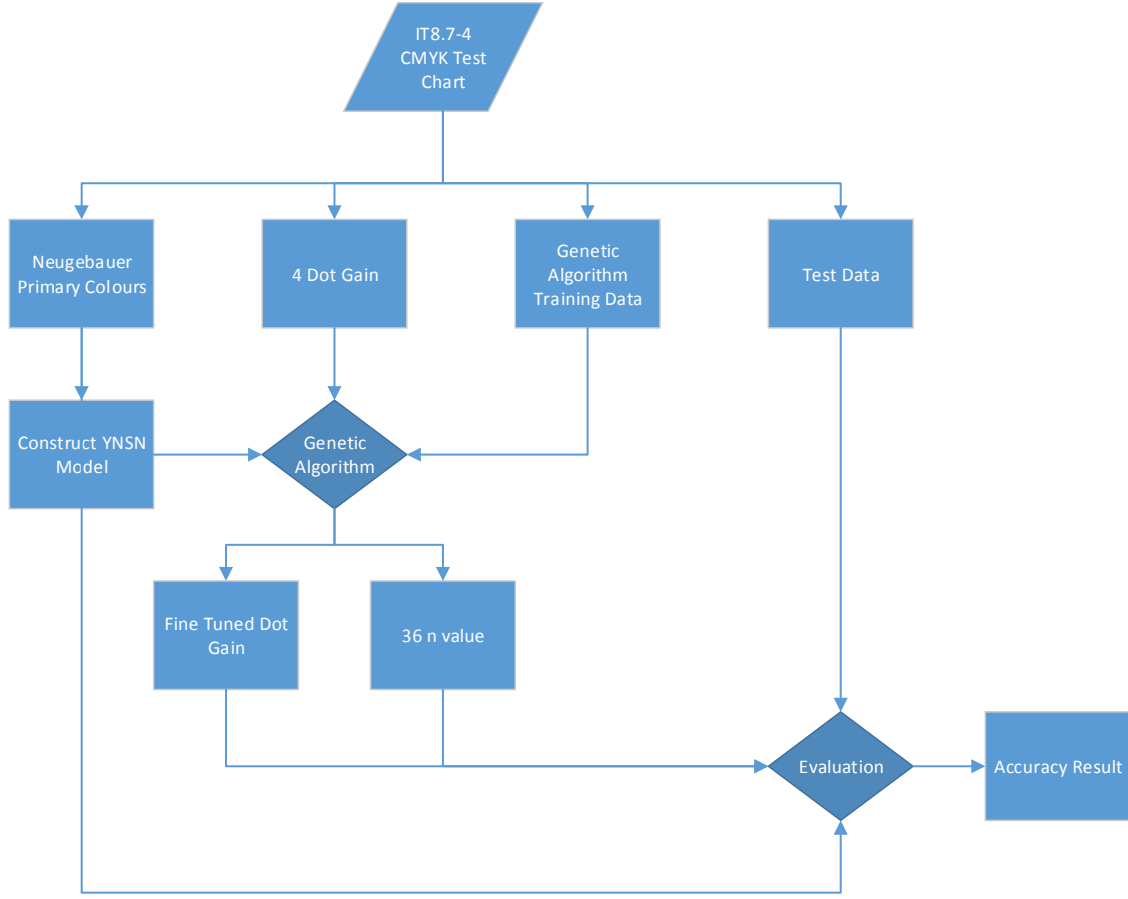 IT8.7-4
CMYK Test
Chart
Neugebauer
Primary Colours
4 Dot Gain
Genetic
Algorithm
Training Data
Test Data
Construct YNSN
Model
Genetic
Algorithm
Fine Tuned Dot
Gain
36 n value
Evaluation
Accuracy Result